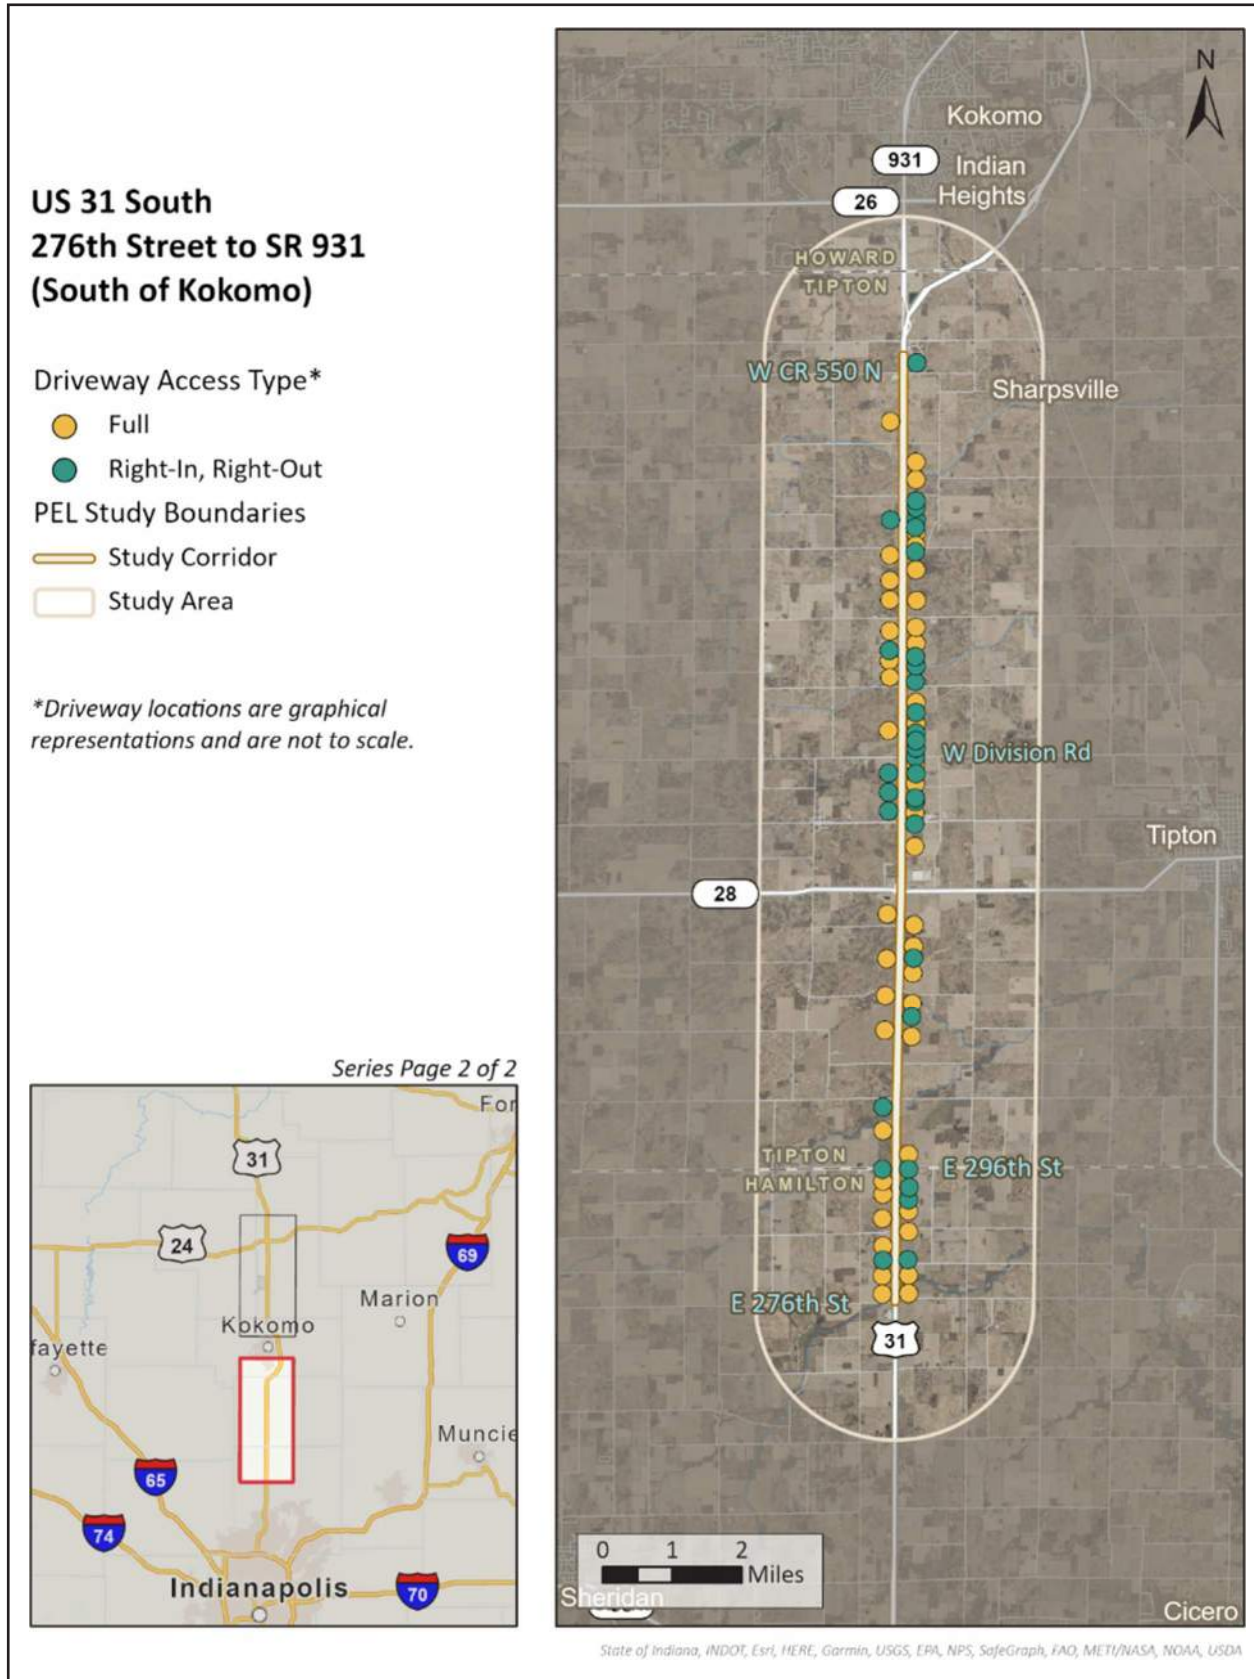 US 31 South
276th Street to SR 931
(South of Kokomo)
Driveway Access Type*
Full
Right-In, Right-Out
PEL Study Boundaries
Study Corridor
Study Area
*Driveway locations are graphical
representations and are not to scale.
Series Page 2 of 2
For
31
24
69
Marion
Kokomo
fayette
Muncie
65
74
Indianapolis
70
N
Kokomo
931
Indian
Heights
26
HOWARD
TIPTON
W CR 550 N
Sharpsville
W Division Rd
Tipton
28
TIPTON
HAMILTON
E 296th St
E 276th St
31
0 1 2
Miles
Sheridan
Cicero
State of Indiana, INDOT, Esri, HERE, Garmin, USGS, EPA, NPS, SafeGraph, FAO, METI/NASA, NOAA, USDA